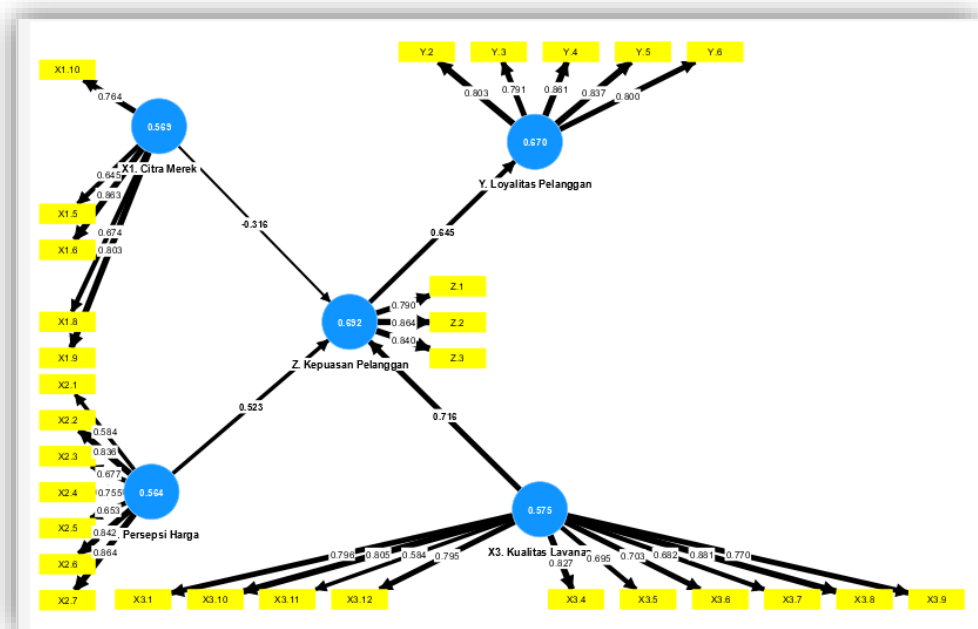 Y.2 Y.3 Y.4 Y.5 Y.6
X1.10
0.764
0.803 0.791 0.861 0.837 0.800
0.569
0.670
X1. Citra Merek
Y. Loyalitas Pelanggan
0.645
0.863
X1.5
0.674
X1.6
0.803
-0.316
0.645
Z.1
0.790
X1.8
0.692
0.864
Z.2
0.840
X1.9
Z. Kepuasan Pelanggan
Z.3
X2.1
X2.2
0.584
0.523
0.716
0.836
X2.3
0.677
X2.4
0.755
0.564
0.653
X2.5
0.842
Persepsi Harga
0.575
X2.6
0.864
X3. Kualitas Layanan
0.796 0.805 0.584 0.795 0.827 0.695 0.703 0.682 0.881 0.770
X2.7 X3.1 X3.10 X3.11 X3.12 X3.4 X3.5 X3.6 X3.7 X3.8 X3.9